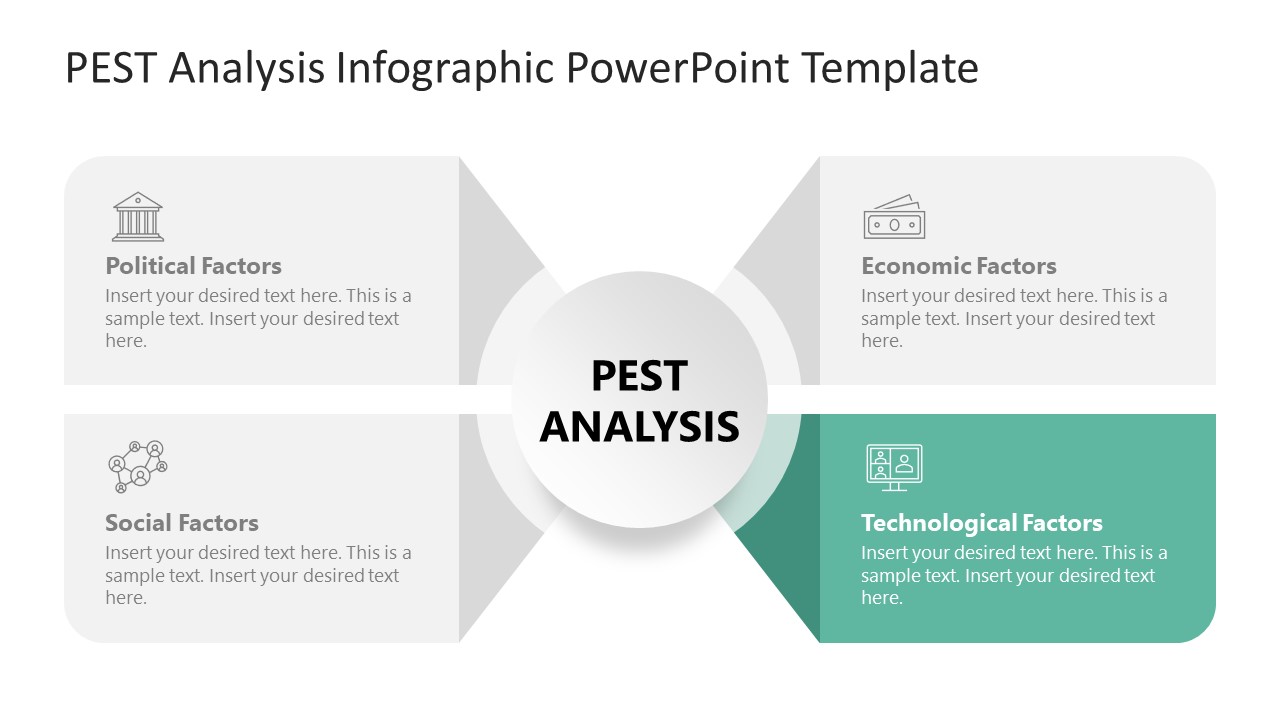 PEST Analysis Infographic PowerPoint Template
Political Factors
Insert your desired text here. This is a
sample text. Insert your desired text
here.
Economic Factors
Insert your desired text here. This is a
sample text. Insert your desired text
here.
PEST
ANALYSIS
Social Factors
Insert your desired text here. This is a
sample text. Insert your desired text
here.
Technological Factors
Insert your desired text here. This is a
sample text. Insert your desired text
here.